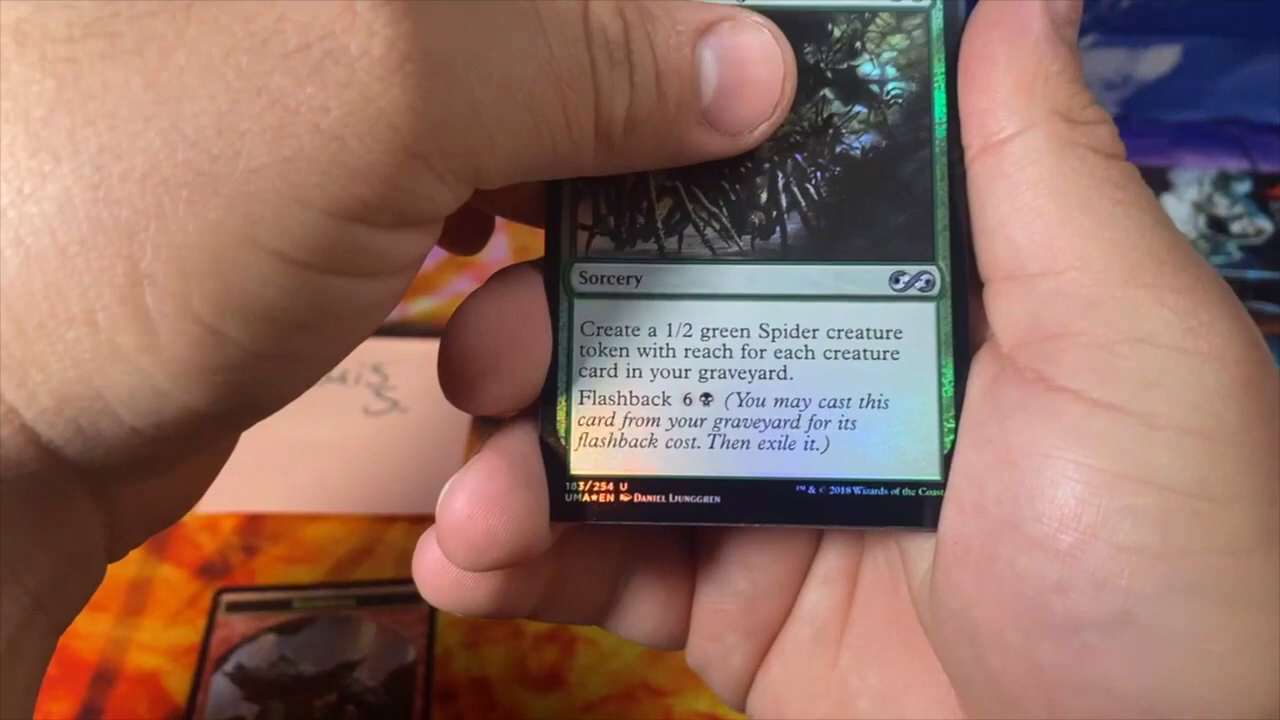 Sorcery
Create a 1/2 green Spider creature
token with reach for each creature
card in your graveyard.
Flashback 6 (You may cast this
card from your graveyard for its
flashback cost. Then exile it.)
183/254 U
UMA★EN DANIEL LJUNGGREN
™ & © 2018 Wizards of the Coast